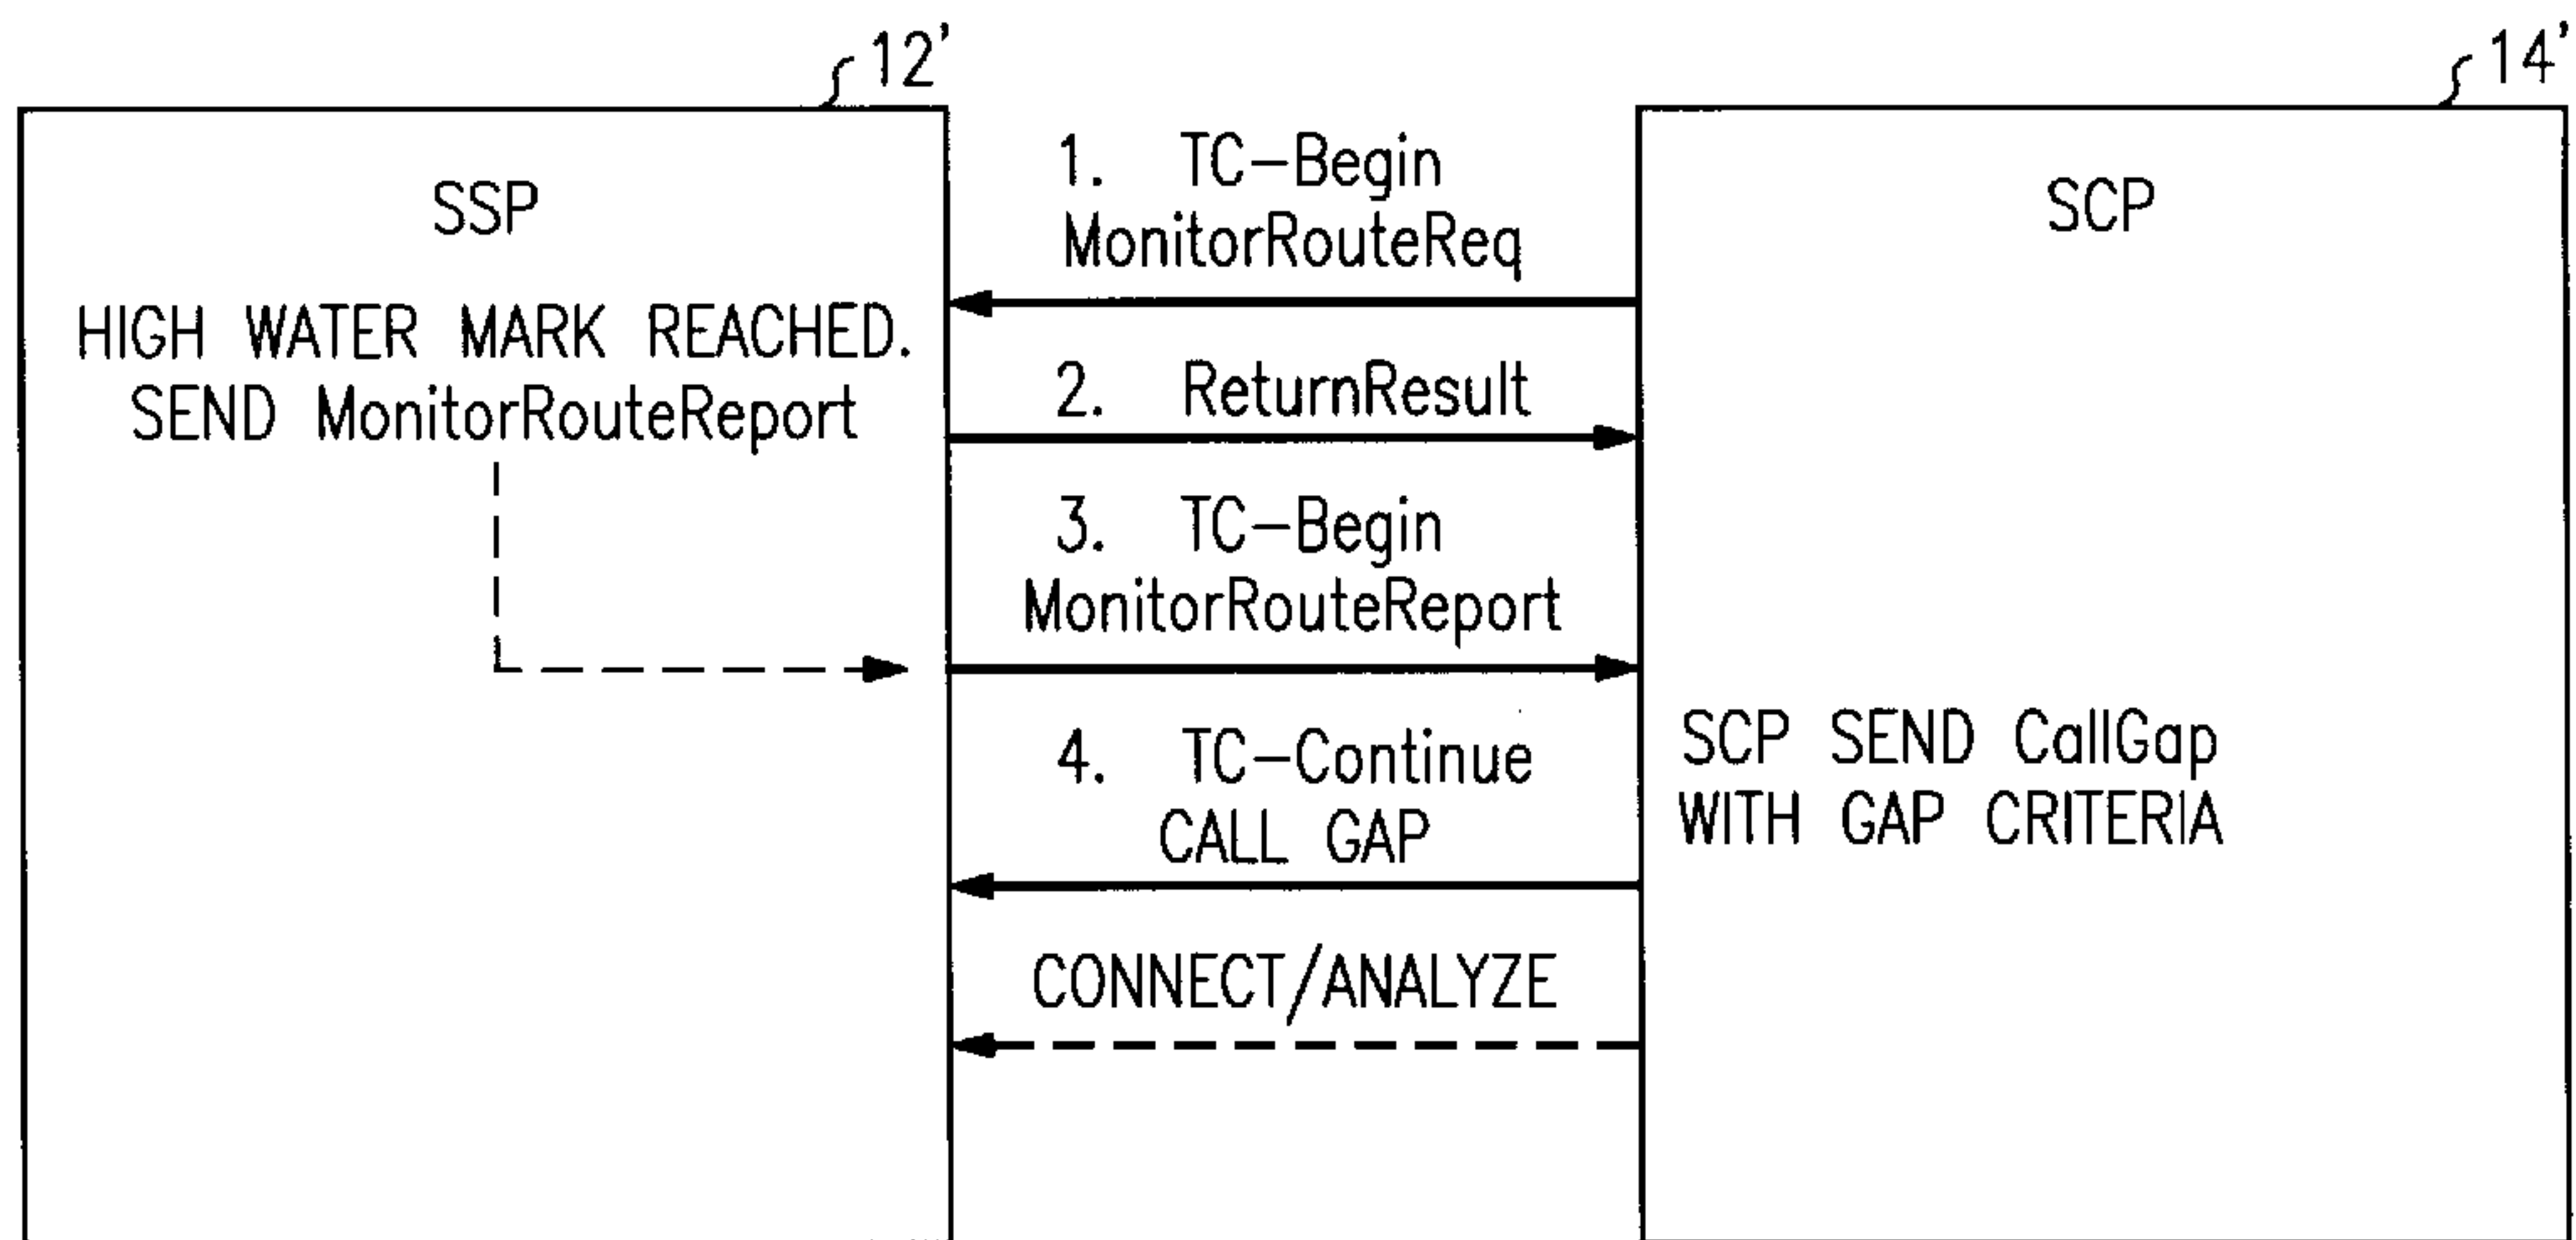 12'
14'
SSP
HIGH WATER MARK REACHED.
SEND MonitorRouteReport
1. TC-Begin
MonitorRouteReq
2. ReturnResult
3. TC-Begin
MonitorRouteReport
4. TC-Continue
CALL GAP
CONNECT/ANALYZE
SCP
SCP SEND CallGap
WITH GAP CRITERIA